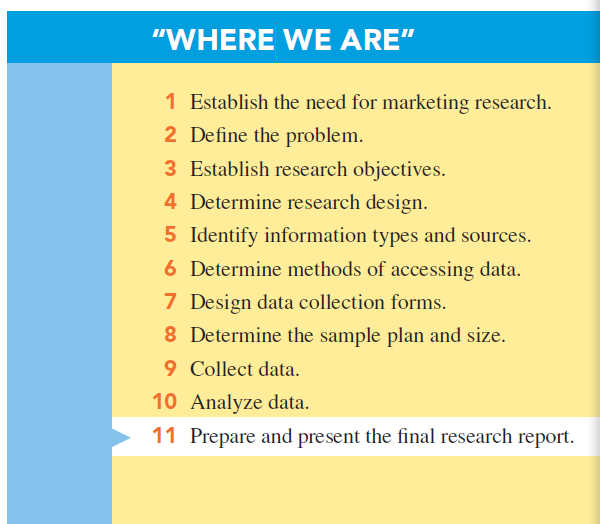 “WHERE WE ARE”
1 Establish the need for marketing research.
2 Define the problem.
3 Establish research objectives.
4 Determine research design.
5 Identify information types and sources.
6 Determine methods of accessing data.
7 Design data collection forms.
8 Determine the sample plan and size.
9 Collect data.
10 Analyze data.
11 Prepare and present the final research report.